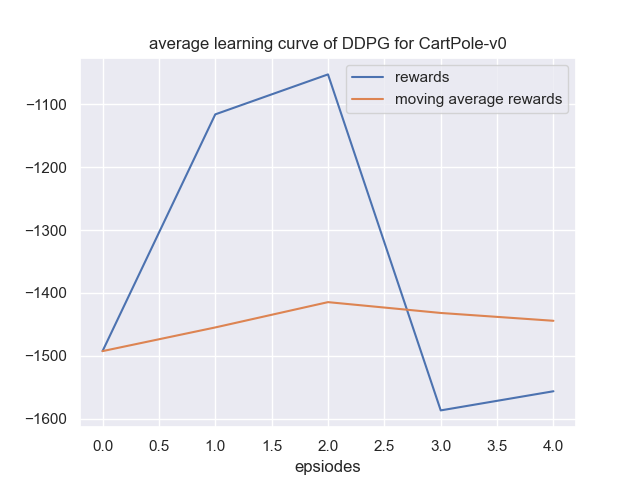 average learning curve of DDPG for CartPole-v0
rewards
moving average rewards
−1100
−1200
−1300
−1400
−1500
−1600
0.0 0.5 1.0 1.5 2.0 2.5 3.0 3.5 4.0
epsiodes